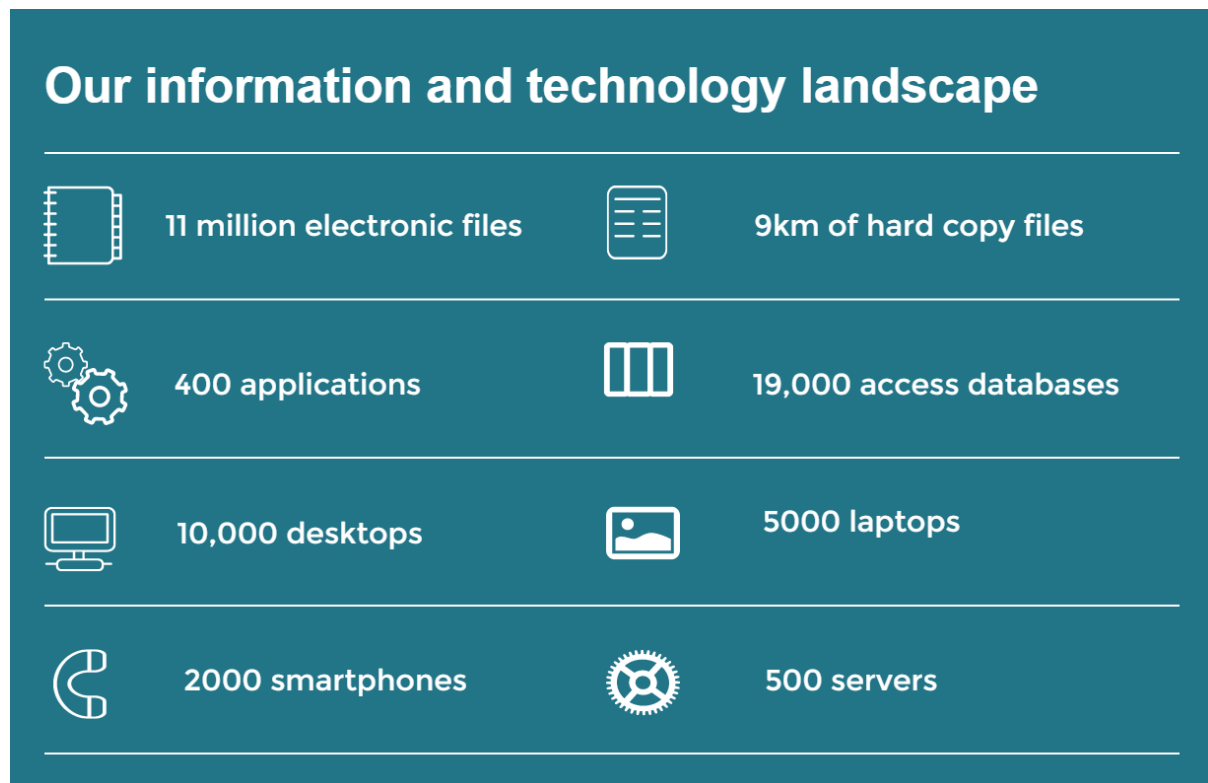 Our information and technology landscape
11 million electronic files
9km of hard copy files
400 applications
19,000 access databases
10,000 desktops
5000 laptops
2000 smartphones
500 servers